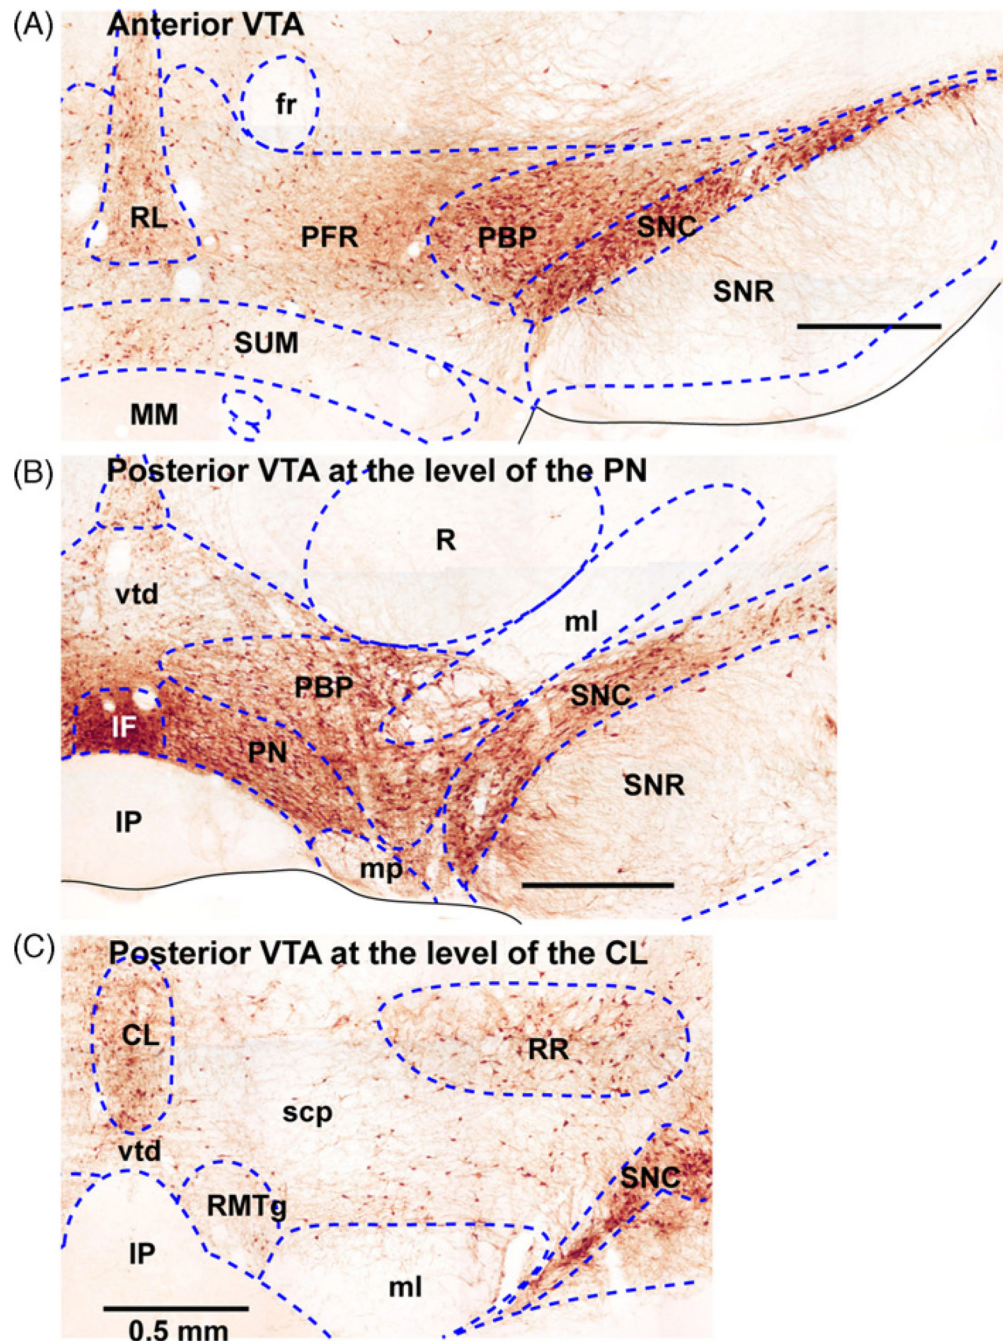 (A) Anterior VTA
fr
RL
PFR
PBP
SNC
SNR
SUM
MM
(B) Posterior VTA at the level of the PN
R
vtd
ml
PBP
SNC
IF
PN
SNR
IP
mp
(C) Posterior VTA at the level of the CL
CL
RR
scp
vtd
SNC
RMTg
IP
ml
0.5 mm